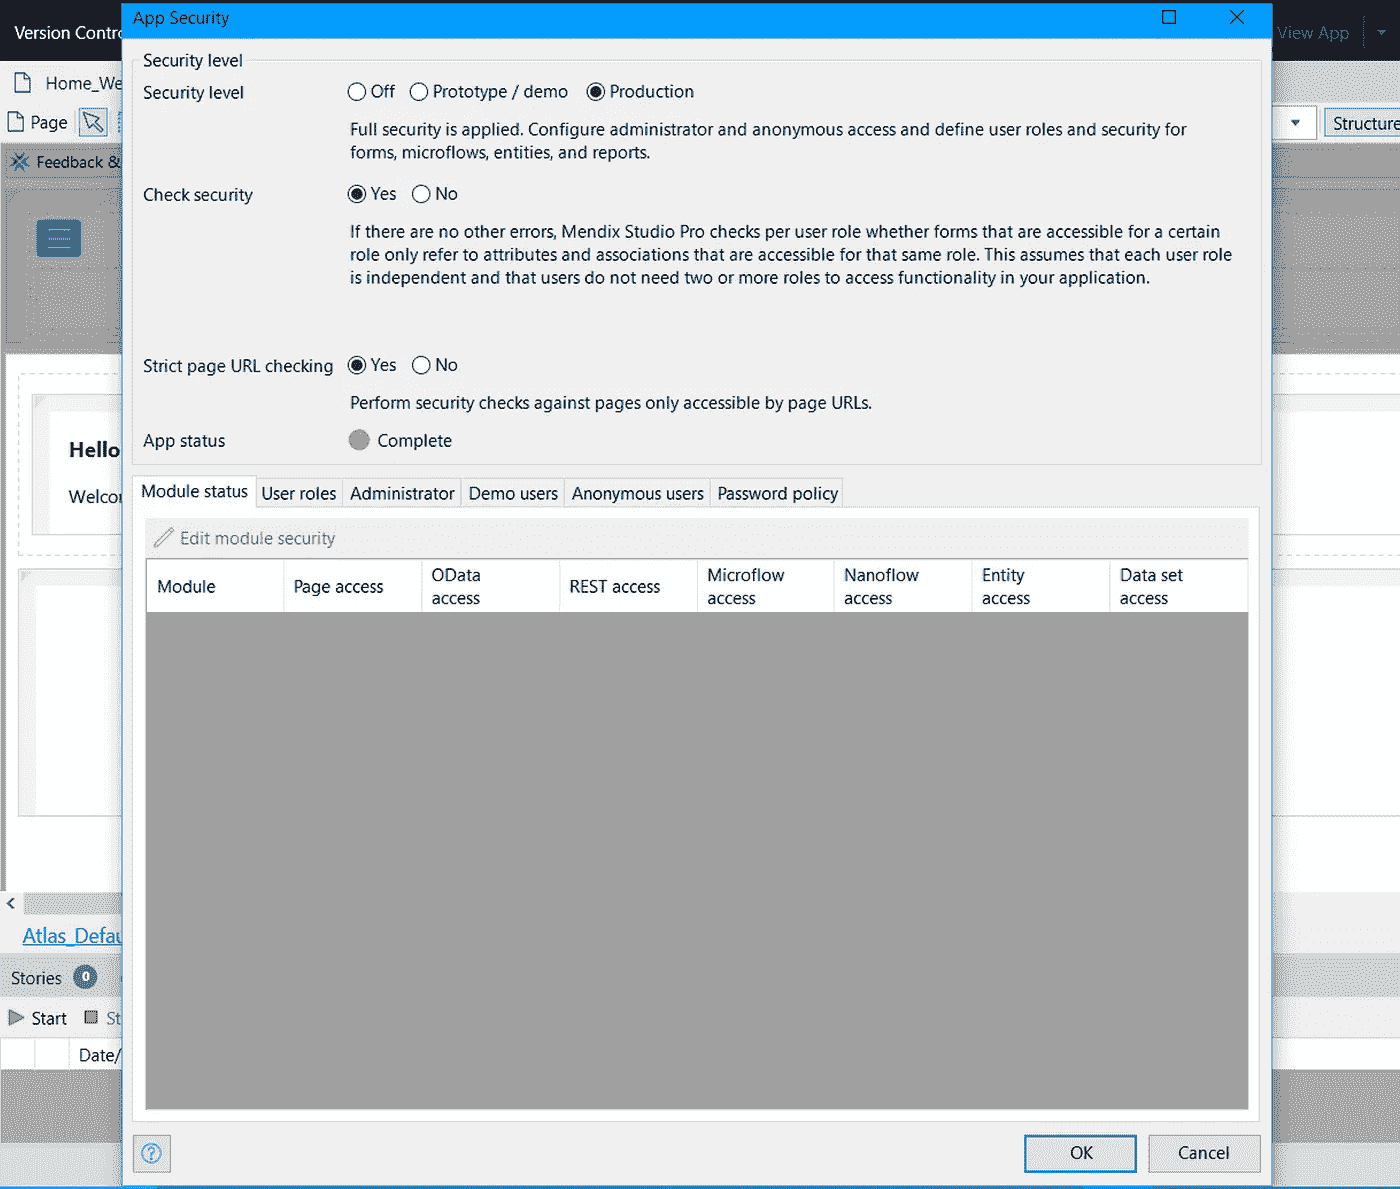 App Security
Version Contro
View App
Home_We
Page
Structure
Feedback &
Hello
Welcon
Atlas_Defau
Stories 0
Start St
Date/
Security level
Security level Off Prototype / demo Production
Full security is applied. Configure administrator and anonymous access and define user roles and security for
forms, microflows, entities, and reports.
Check security Yes No
If there are no other errors, Mendix Studio Pro checks per user role whether forms that are accessible for a certain
role only refer to attributes and associations that are accessible for that same role. This assumes that each user role
is independent and that users do not need two or more roles to access functionality in your application.
Strict page URL checking Yes No
Perform security checks against pages only accessible by page URLs.
App status Complete
Module status User roles Administrator Demo users Anonymous users Password policy
Edit module security
Module
Page access
OData
access
REST access
Microflow
access
Nanoflow
access
Entity
access
Data set
access
?
OK Cancel